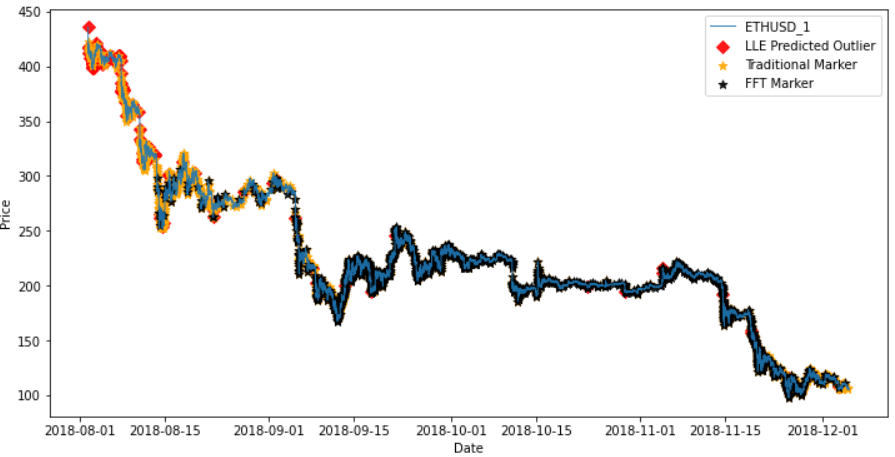 450
400
350
300
250
200
150
100
Price
ETHUSD_1
LLE Predicted Outlier
Traditional Marker
FFT Marker
2018-08-01 2018-08-15 2018-09-01 2018-09-15 2018-10-01 2018-10-15 2018-11-01 2018-11-15 2018-12-01
Date